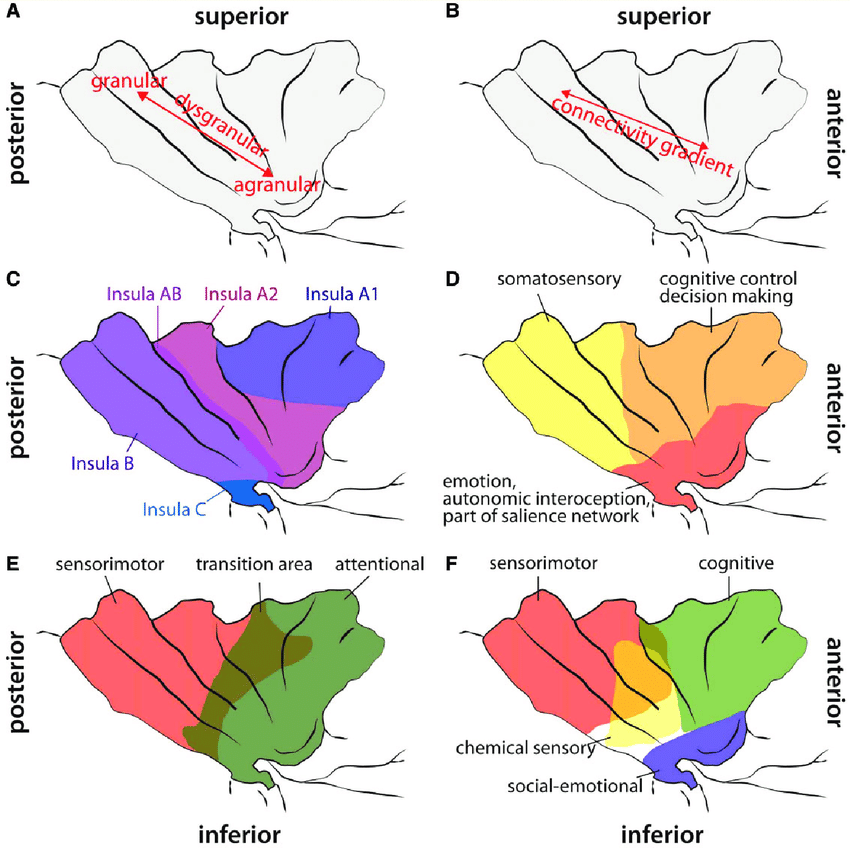 A
superior
B
superior
posterior
granular
dysgranular
agranular
connectivity gradient
anterior
C
Insula AB
Insula A2
Insula A1
D
somatosensory
cognitive control
decision making
posterior
anterior
Insula B
Insula C
emotion,
autonomic interoception,
part of salience network
E
sensorimotor
transition area
attentional
F
sensorimotor
cognitive
posterior
anterior
chemical sensory
social-emotional
inferior
inferior